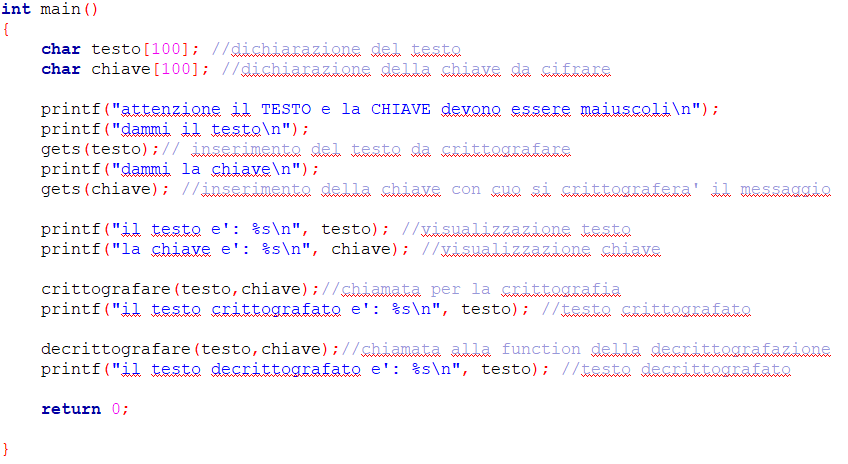 int main()
{
char testo[100]; //dichiarazione del testo
char chiave[100]; //dichiarazione della chiave da cifrare
printf("attenzione il TESTO e la CHIAVE devono essere maiuscoli\n");
printf("dammi il testo\n");
gets(testo);// inserimento del testo da crittografare
printf("dammi la chiave\n");
gets(chiave); //inserimento della chiave con cuo si crittografera' il messaggio
printf("il testo e': %s\n", testo); //visualizzazione testo
printf("la chiave e': %s\n", chiave); //visualizzazione chiave
crittografare(testo,chiave);//chiamata per la crittografia
printf("il testo crittografato e': %s\n", testo); //testo crittografato
decrittografare(testo,chiave);//chiamata alla function della decrittografazione
printf("il testo decrittografato e': %s\n", testo); //testo decrittografato
return 0;
}